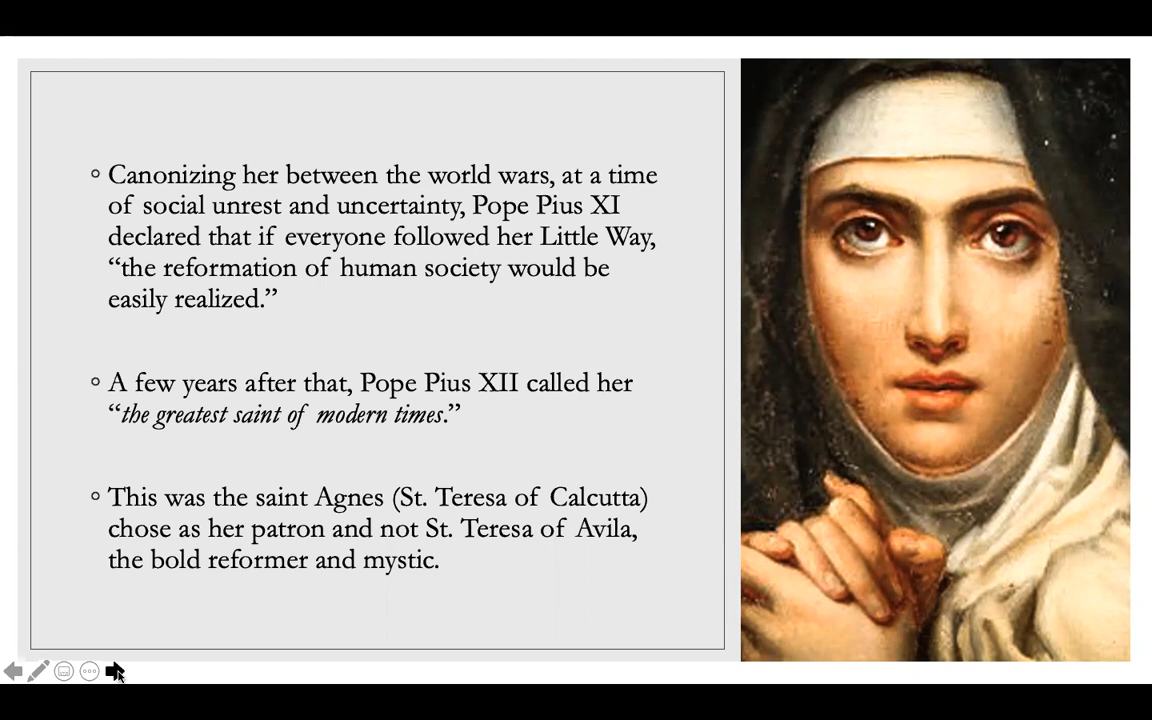 Canonizing her between the world wars, at a time
of social unrest and uncertainty, Pope Pius XI
declared that if everyone followed her Little Way,
“the reformation of human society would be
easily realized.”
A few years after that, Pope Pius XII called her
“the greatest saint of modern times.”
This was the saint Agnes (St. Teresa of Calcutta)
chose as her patron and not St. Teresa of Avila,
the bold reformer and mystic.